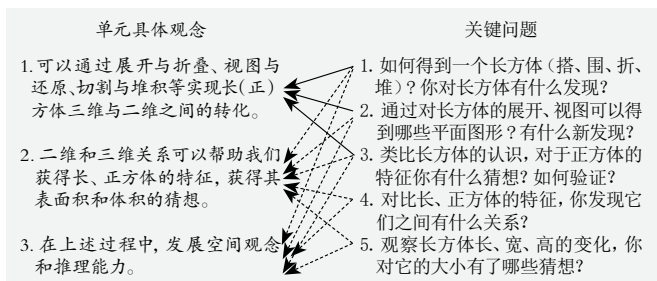 单元具体观念
1.可以通过展开与折叠、视图与
还原、切割与堆积等实现长(正)
方体三维与二维之间的转化。
2.二维和三维关系可以帮助我们
获得长、正方体的特征,获得其
表面积和体积的猜想。
3.在上述过程中,发展空间观念
和推理能力。
关键问题
1.如何得到一个长方体(搭、围、折、
堆)?你对长方体有什么发现?
2.通过对长方体的展开、视图可以得
到哪些平面图形?有什么新发现?
3.类比长方体的认识,对于正方体的
特征你有什么猜想?如何验证?
4.对比长、正方体的特征,你发现它
们之间有什么关系?
5.观察长方体长、宽、高的变化,你
对它的大小有了哪些猜想?